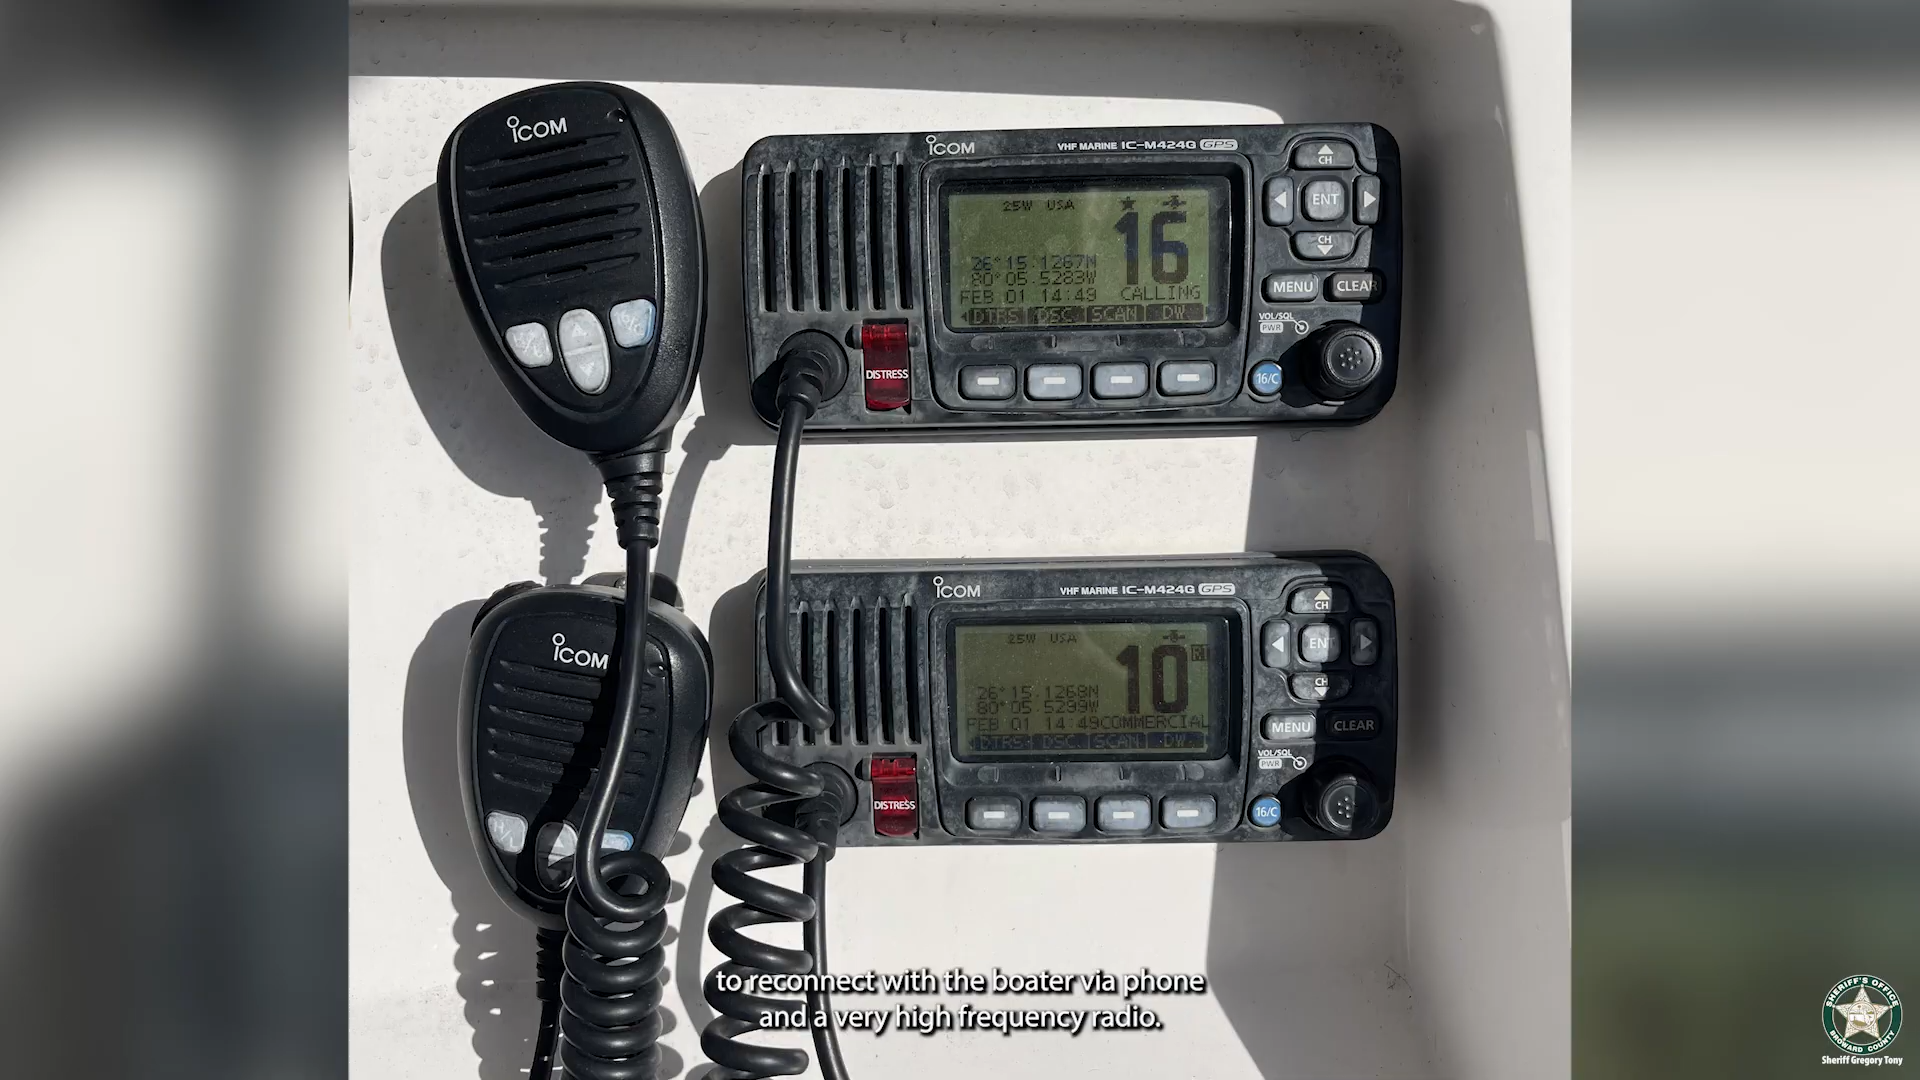 ICOM
ICOM
VHF MARINE IC-M424G GPS
25W USA
16
26°15.1267N
80°05.5283W
FEB 01 14:49 CALLING
DTRS DSC SCAN DW
CH
ENT
CH
MENU CLEAR
VOL/SQL
PWR
DISTRESS
16/C
ICOM
H/L
ICOM
VHF MARINE IC-M424G GPS
25W USA
10
26°15.1268N
80°05.5299W
FEB 01 14:49COMMERCIAL
DTRS DSC SCAN DW
CH
ENT
CH
MENU CLEAR
VOL/SQL
PWR
DISTRESS
16/C
to reconnect with the boater via phone
and a very high frequency radio.
SHERIFF'S OFFICE
BROWARD COUNTY
Sheriff Gregory Tony